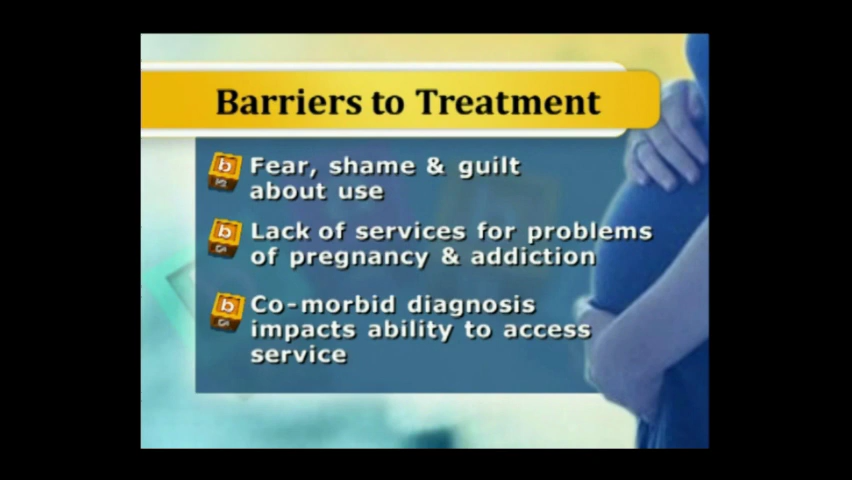 Barriers to Treatment
b
Fear, shame & guilt
about use
b
Lack of services for problems
of pregnancy & addiction
b
Co-morbid diagnosis
impacts ability to access
service